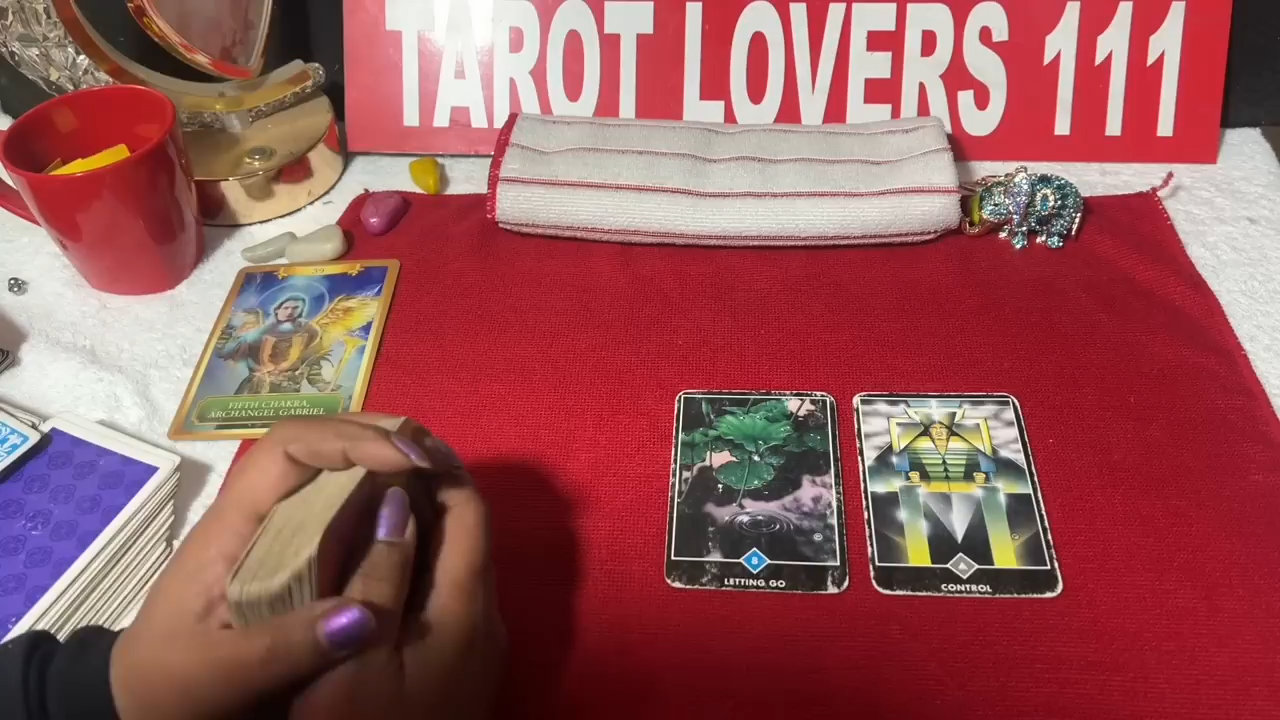 TAROT LOVERS 111
39
FIFTH CHAKRA,
ARCHANGEL GABRIEL
8
LETTING GO
CONTROL